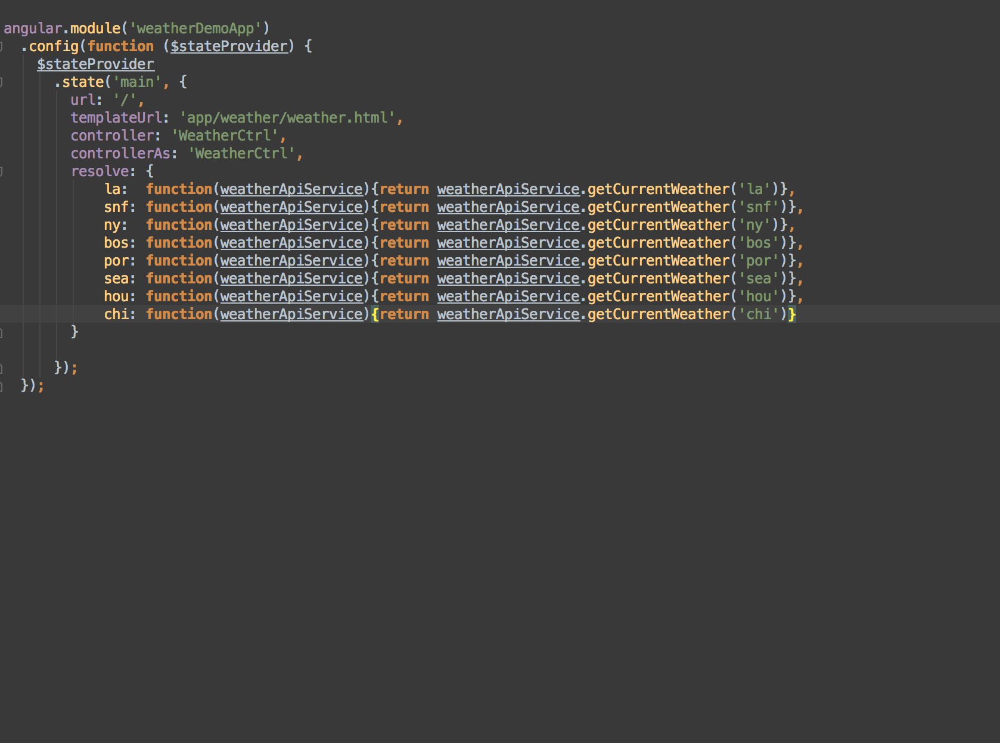 angular.module('weatherDemoApp')
  .config(function ($stateProvider) {
    $stateProvider
      .state('main', {
        url: '/',
        templateUrl: 'app/weather/weather.html',
        controller: 'WeatherCtrl',
        controllerAs: 'WeatherCtrl',
        resolve: {
            la:  function(weatherApiService){return weatherApiService.getCurrentWeather('la')},
            snf: function(weatherApiService){return weatherApiService.getCurrentWeather('snf')},
            ny:  function(weatherApiService){return weatherApiService.getCurrentWeather('ny')},
            bos: function(weatherApiService){return weatherApiService.getCurrentWeather('bos')},
            por: function(weatherApiService){return weatherApiService.getCurrentWeather('por')},
            sea: function(weatherApiService){return weatherApiService.getCurrentWeather('sea')},
            hou: function(weatherApiService){return weatherApiService.getCurrentWeather('hou')},
            chi: function(weatherApiService){return weatherApiService.getCurrentWeather('chi')}
        }

      });
  });